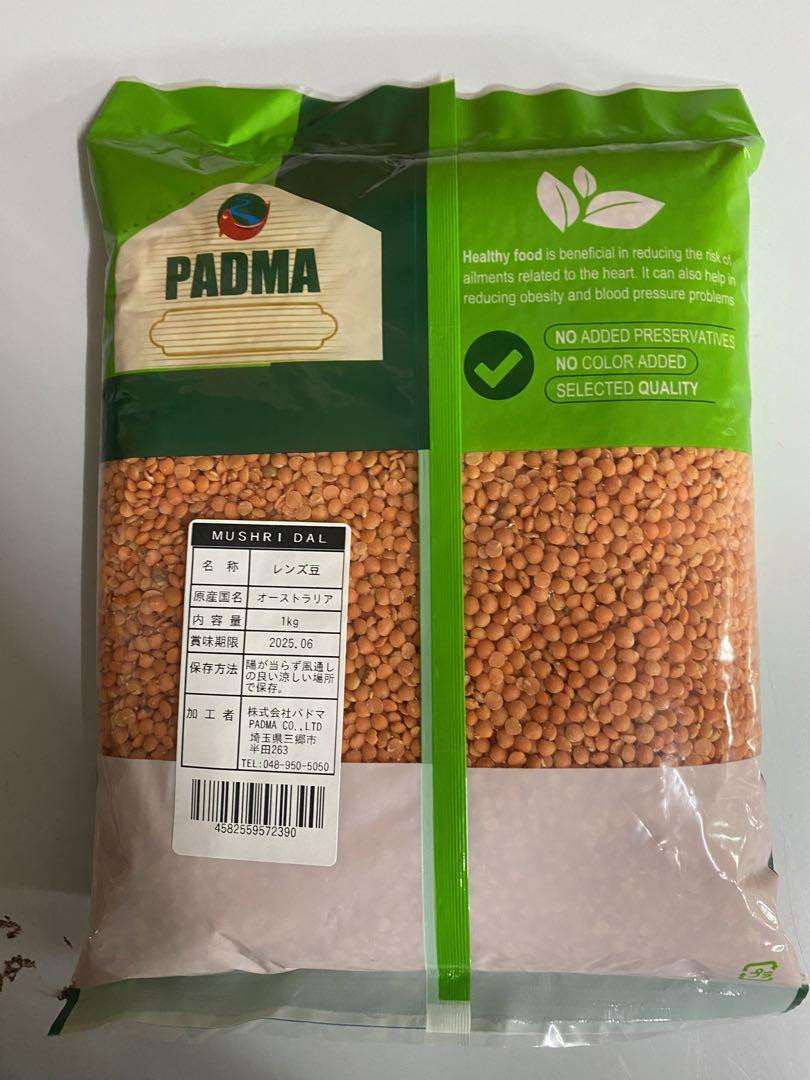 PADMA
Healthy food is beneficial in reducing the risk of
ailments related to the heart. It can also help in
reducing obesity and blood pressure problems
NO ADDED PRESERVATIVES
NO COLOR ADDED
SELECTED QUALITY
MUSHRI DAL
名称 レンズ豆
原産国名 オーストラリア
内容量 1kg
賞味期限 2025.06
保存方法 陽が当らず風通し
の良い涼しい場所
で保存。
加工者 株式会社パドマ
PADMA CO.,LTD
埼玉県三郷市
半田263
TEL:048-950-5050
4582559572390
プラ